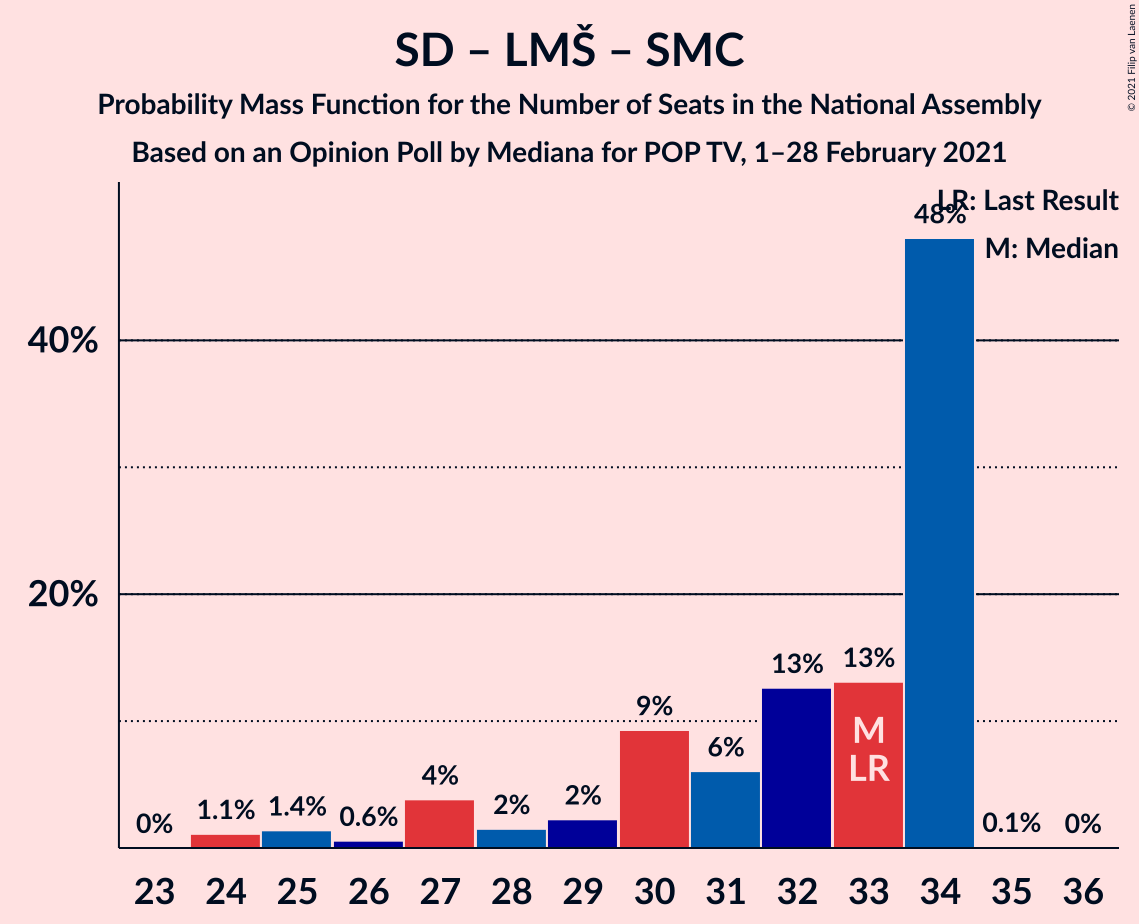 SD – LMŠ – SMC
Probability Mass Function for the Number of Seats in the National Assembly
Based on an Opinion Poll by Mediana for POP TV, 1–28 February 2021
© 2021 Filip van Laenen
LR: Last Result
M: Median
40%
20%
0%
1.1%
1.4%
0.6%
4%
2%
2%
9%
6%
13%
13%
48%
0.1%
0%
M
LR
23 24 25 26 27 28 29 30 31 32 33 34 35 36